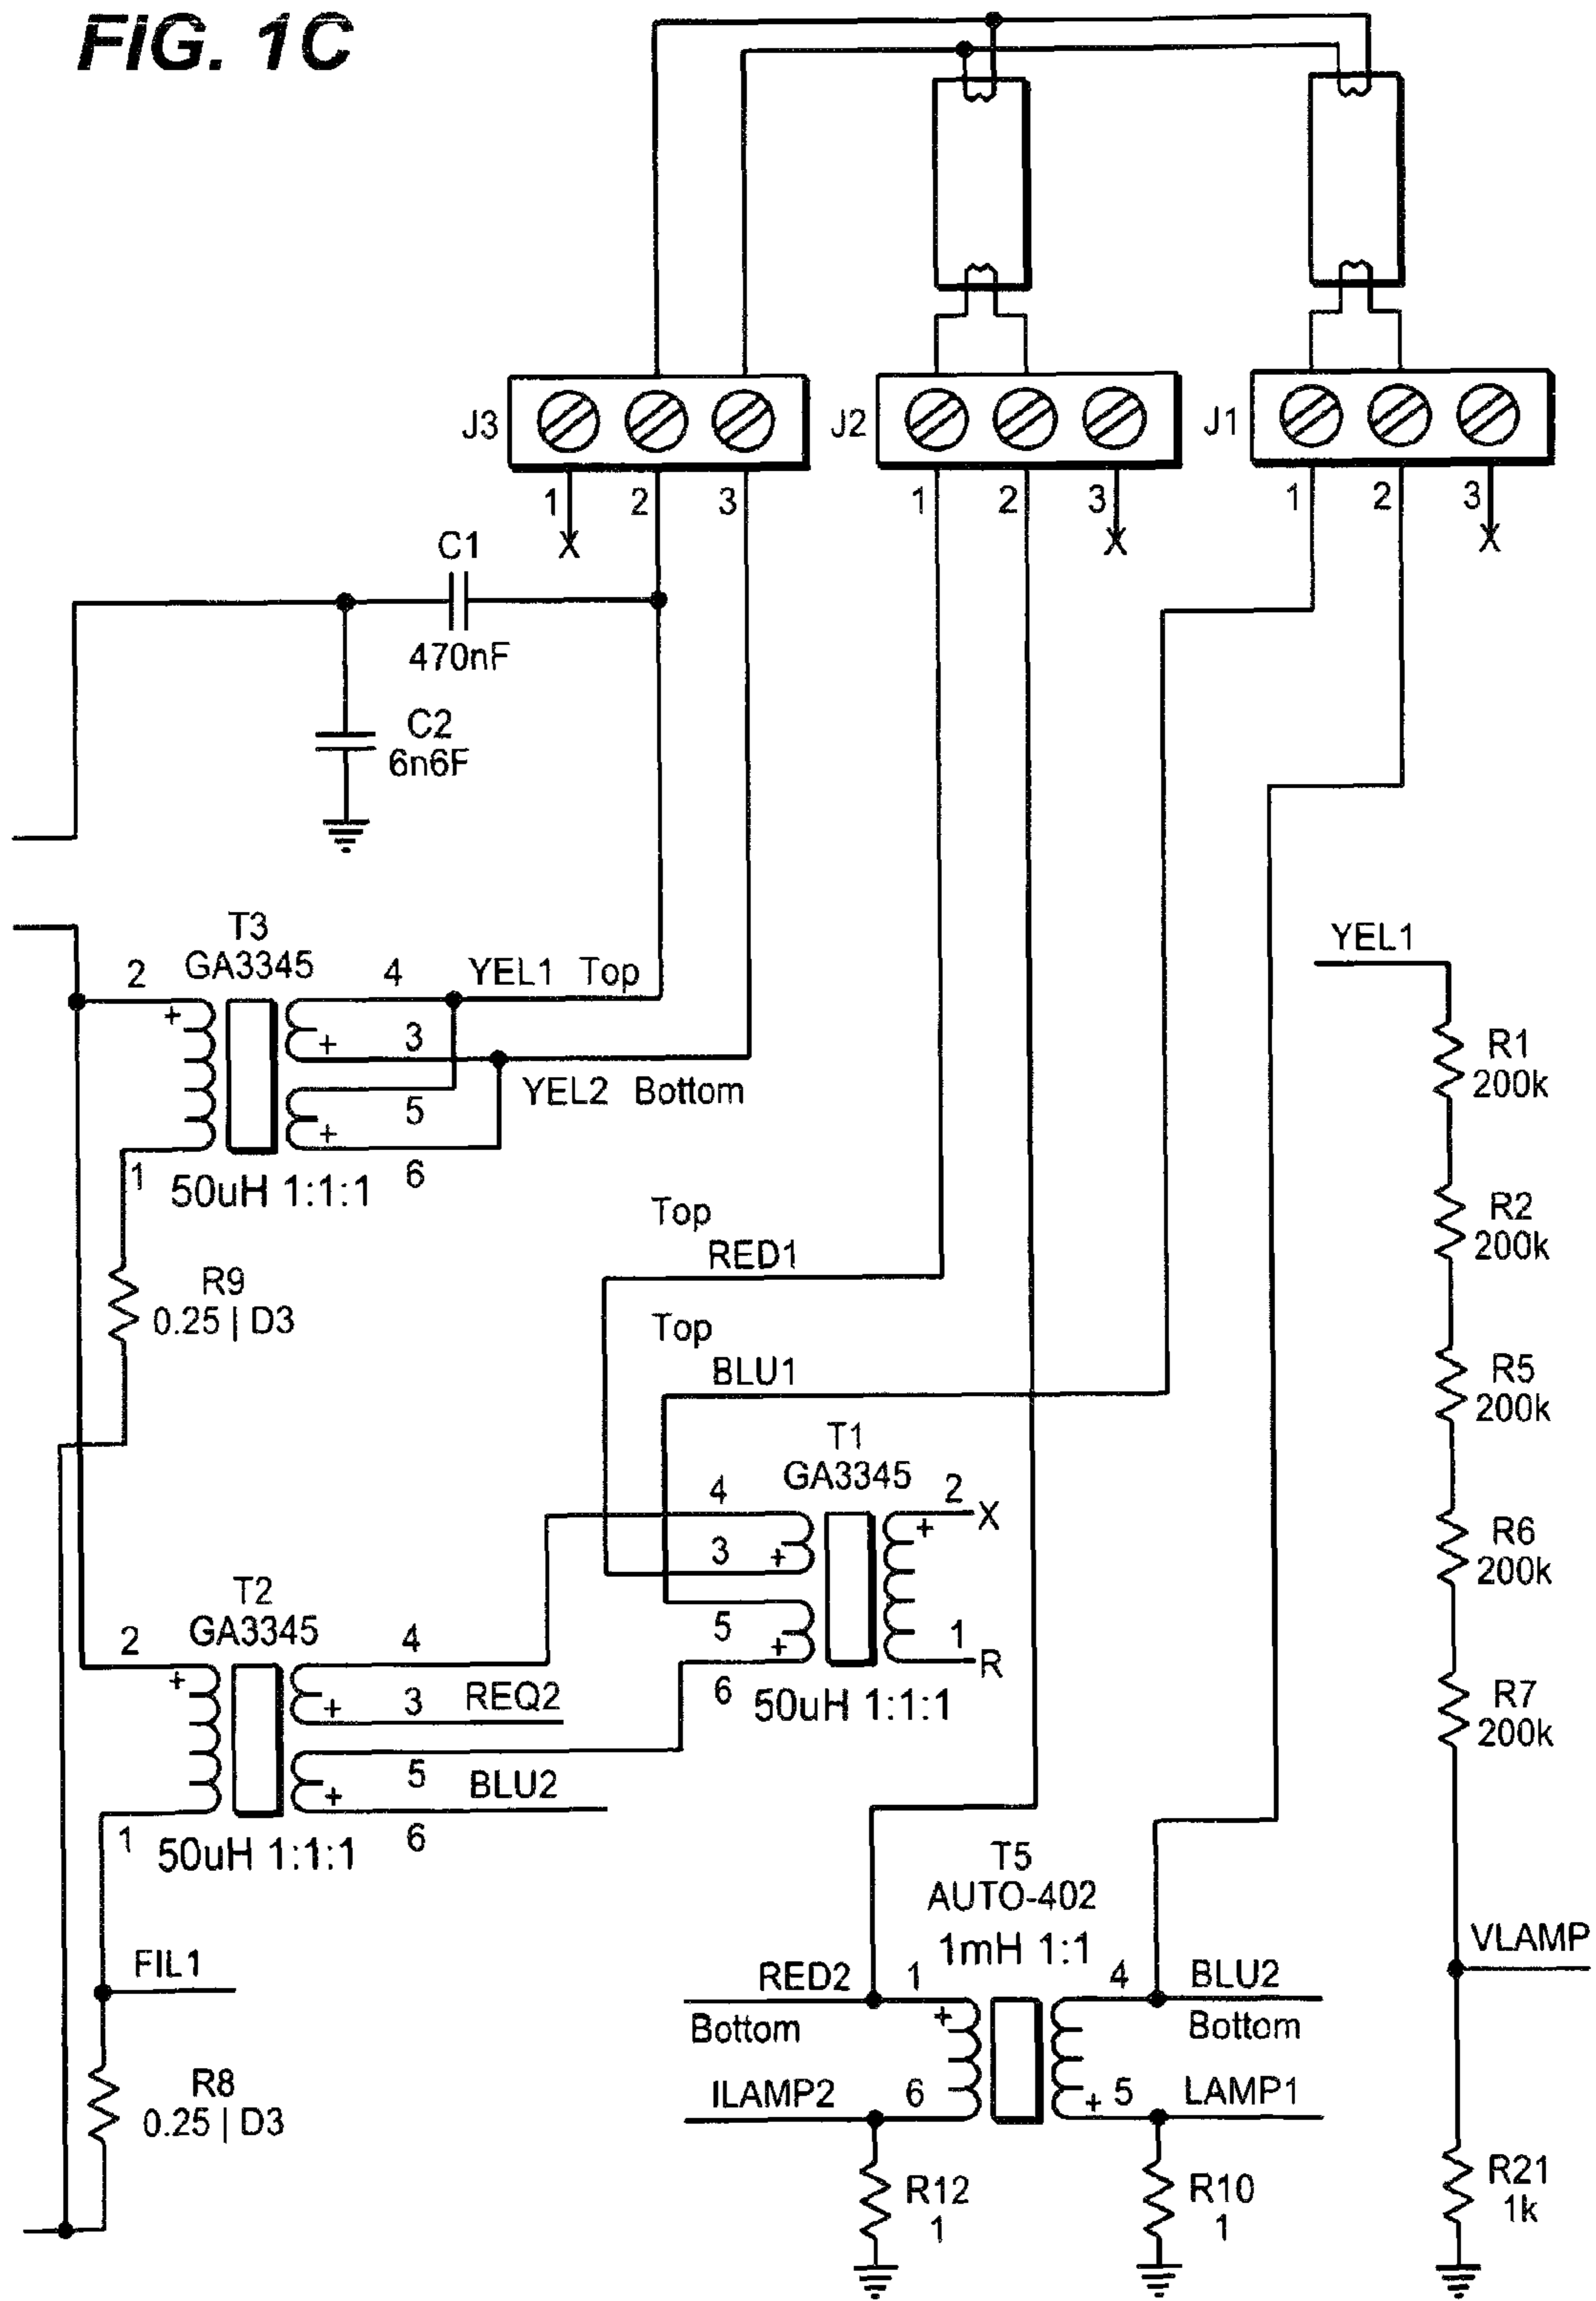 FIG. 1C
J3
J2
J1
1
2
3
1
2
3
1
2
3
X
X
X
C1
470nF
C2
6n6F
T3
GA3345
2
4
YEL1 Top
+
3
+
YEL2 Bottom
5
+
1
6
50uH 1:1:1
YEL1
R1
200k
R2
200k
R5
200k
R6
200k
R7
200k
VLAMP
R21
1k
R9
0.25 | D3
Top
RED1
Top
BLU1
T1
GA3345
4
2
X
+
3
+
5
+
1
R
6
50uH 1:1:1
T2
GA3345
2
4
+
3
REQ2
+
5
BLU2
+
1
6
50uH 1:1:1
FIL1
R8
0.25 | D3
T5
AUTO-402
1mH 1:1
RED2
1
4
BLU2
Bottom
+
Bottom
ILAMP2
6
+
5
LAMP1
R12
1
R10
1